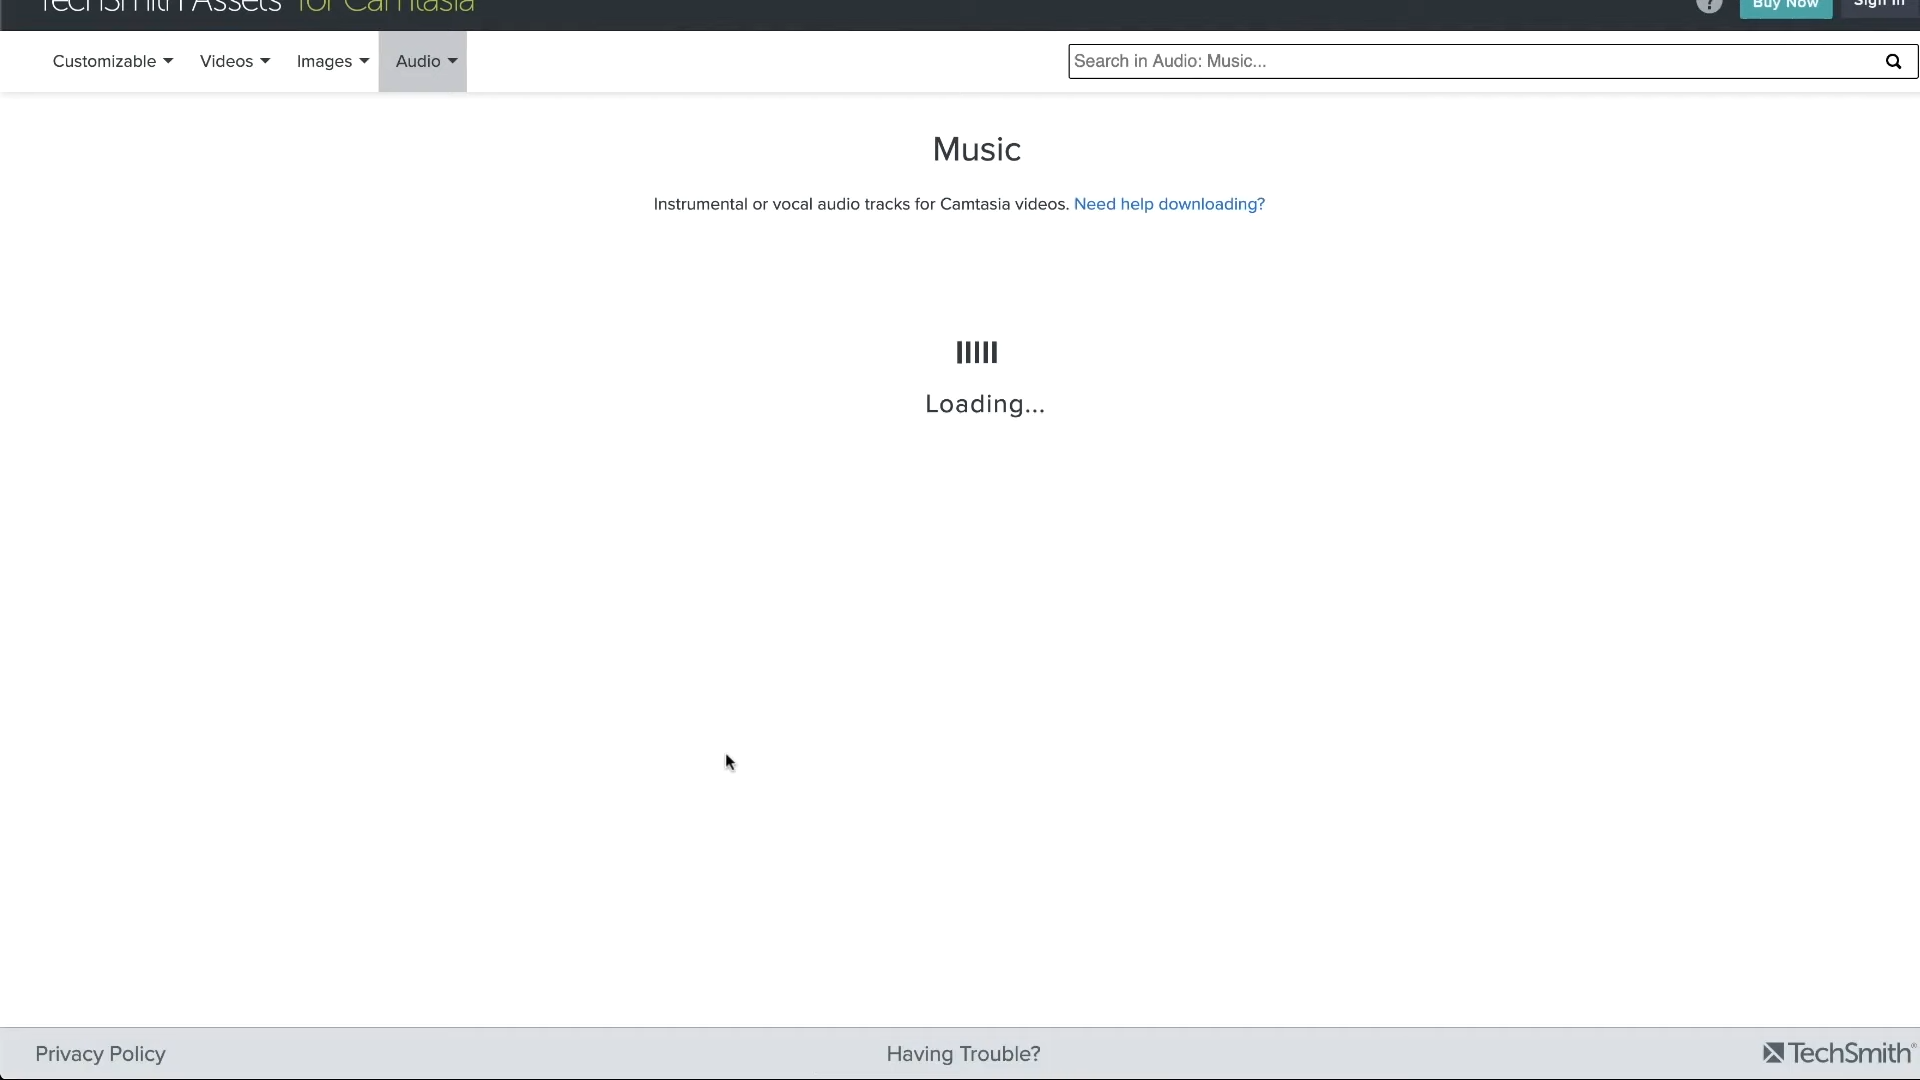 TechSmith Assets for Camtasia
? Buy Now Sign In
Customizable Videos Images Audio Search in Audio: Music...
Music
Instrumental or vocal audio tracks for Camtasia videos. Need help downloading?
Loading...
Privacy Policy Having Trouble? TechSmith®